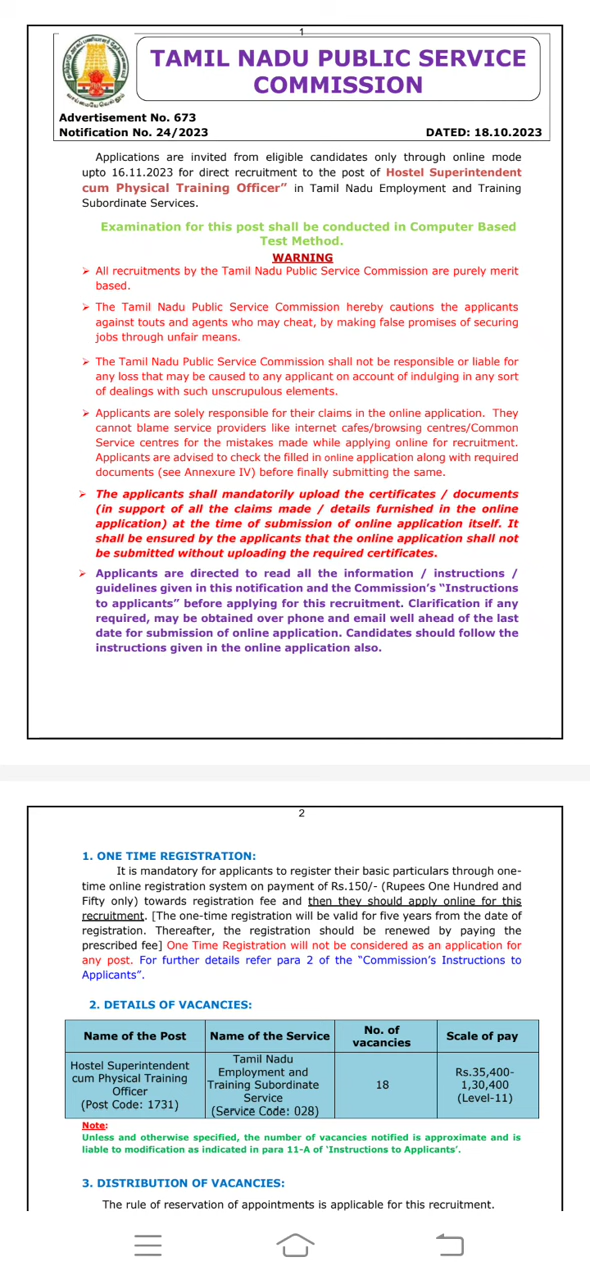 1
TAMIL NADU PUBLIC SERVICE
COMMISSION
Advertisement No. 673
Notification No. 24/2023 DATED: 18.10.2023
Applications are invited from eligible candidates only through online mode
upto 16.11.2023 for direct recruitment to the post of Hostel Superintendent
cum Physical Training Officer” in Tamil Nadu Employment and Training
Subordinate Services.
Examination for this post shall be conducted in Computer Based
Test Method.
WARNING
➢ All recruitments by the Tamil Nadu Public Service Commission are purely merit
based.
➢ The Tamil Nadu Public Service Commission hereby cautions the applicants
against touts and agents who may cheat, by making false promises of securing
jobs through unfair means.
➢ The Tamil Nadu Public Service Commission shall not be responsible or liable for
any loss that may be caused to any applicant on account of indulging in any sort
of dealings with such unscrupulous elements.
➢ Applicants are solely responsible for their claims in the online application. They
cannot blame service providers like internet cafes/browsing centres/Common
Service centres for the mistakes made while applying online for recruitment.
Applicants are advised to check the filled in online application along with required
documents (see Annexure IV) before finally submitting the same.
➢ The applicants shall mandatorily upload the certificates / documents
(in support of all the claims made / details furnished in the online
application) at the time of submission of online application itself. It
shall be ensured by the applicants that the online application shall not
be submitted without uploading the required certificates.
➢ Applicants are directed to read all the information / instructions /
guidelines given in this notification and the Commission’s “Instructions
to applicants” before applying for this recruitment. Clarification if any
required, may be obtained over phone and email well ahead of the last
date for submission of online application. Candidates should follow the
instructions given in the online application also.
2
1. ONE TIME REGISTRATION:
It is mandatory for applicants to register their basic particulars through one-
time online registration system on payment of Rs.150/- (Rupees One Hundred and
Fifty only) towards registration fee and then they should apply online for this
recruitment. [The one-time registration will be valid for five years from the date of
registration. Thereafter, the registration should be renewed by paying the
prescribed fee] One Time Registration will not be considered as an application for
any post. For further details refer para 2 of the “Commission’s Instructions to
Applicants”.
2. DETAILS OF VACANCIES:
Name of the Post Name of the Service No. of vacancies Scale of pay
Hostel Superintendent
cum Physical Training
Officer
(Post Code: 1731)
Tamil Nadu
Employment and
Training Subordinate
Service
(Service Code: 028)
18
Rs.35,400-
1,30,400
(Level-11)
Note:
Unless and otherwise specified, the number of vacancies notified is approximate and is
liable to modification as indicated in para 11-A of ‘Instructions to Applicants’.
3. DISTRIBUTION OF VACANCIES:
The rule of reservation of appointments is applicable for this recruitment.